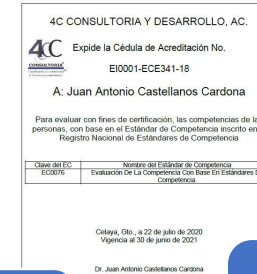 4C CONSULTORIA Y DESARROLLO, AC.
4C
CONSULTORIA
Expide la Cédula de Acreditación No.
EI0001-ECE341-18
A: Juan Antonio Castellanos Cardona
Para evaluar con fines de certificación, las competencias de la
personas, con base en el Estándar de Competencia inscrito en
Registro Nacional de Estándares de Competencia
Clave del EC Nombre del Estándar de Competencia
EC0076 Evaluación De La Competencia Con Base En Estándares
Competencia.
Celaya, Gto., a 22 de julio de 2020
Vigencia al 30 de junio de 2021
Dr. Juan Antonio Castellanos Cardona